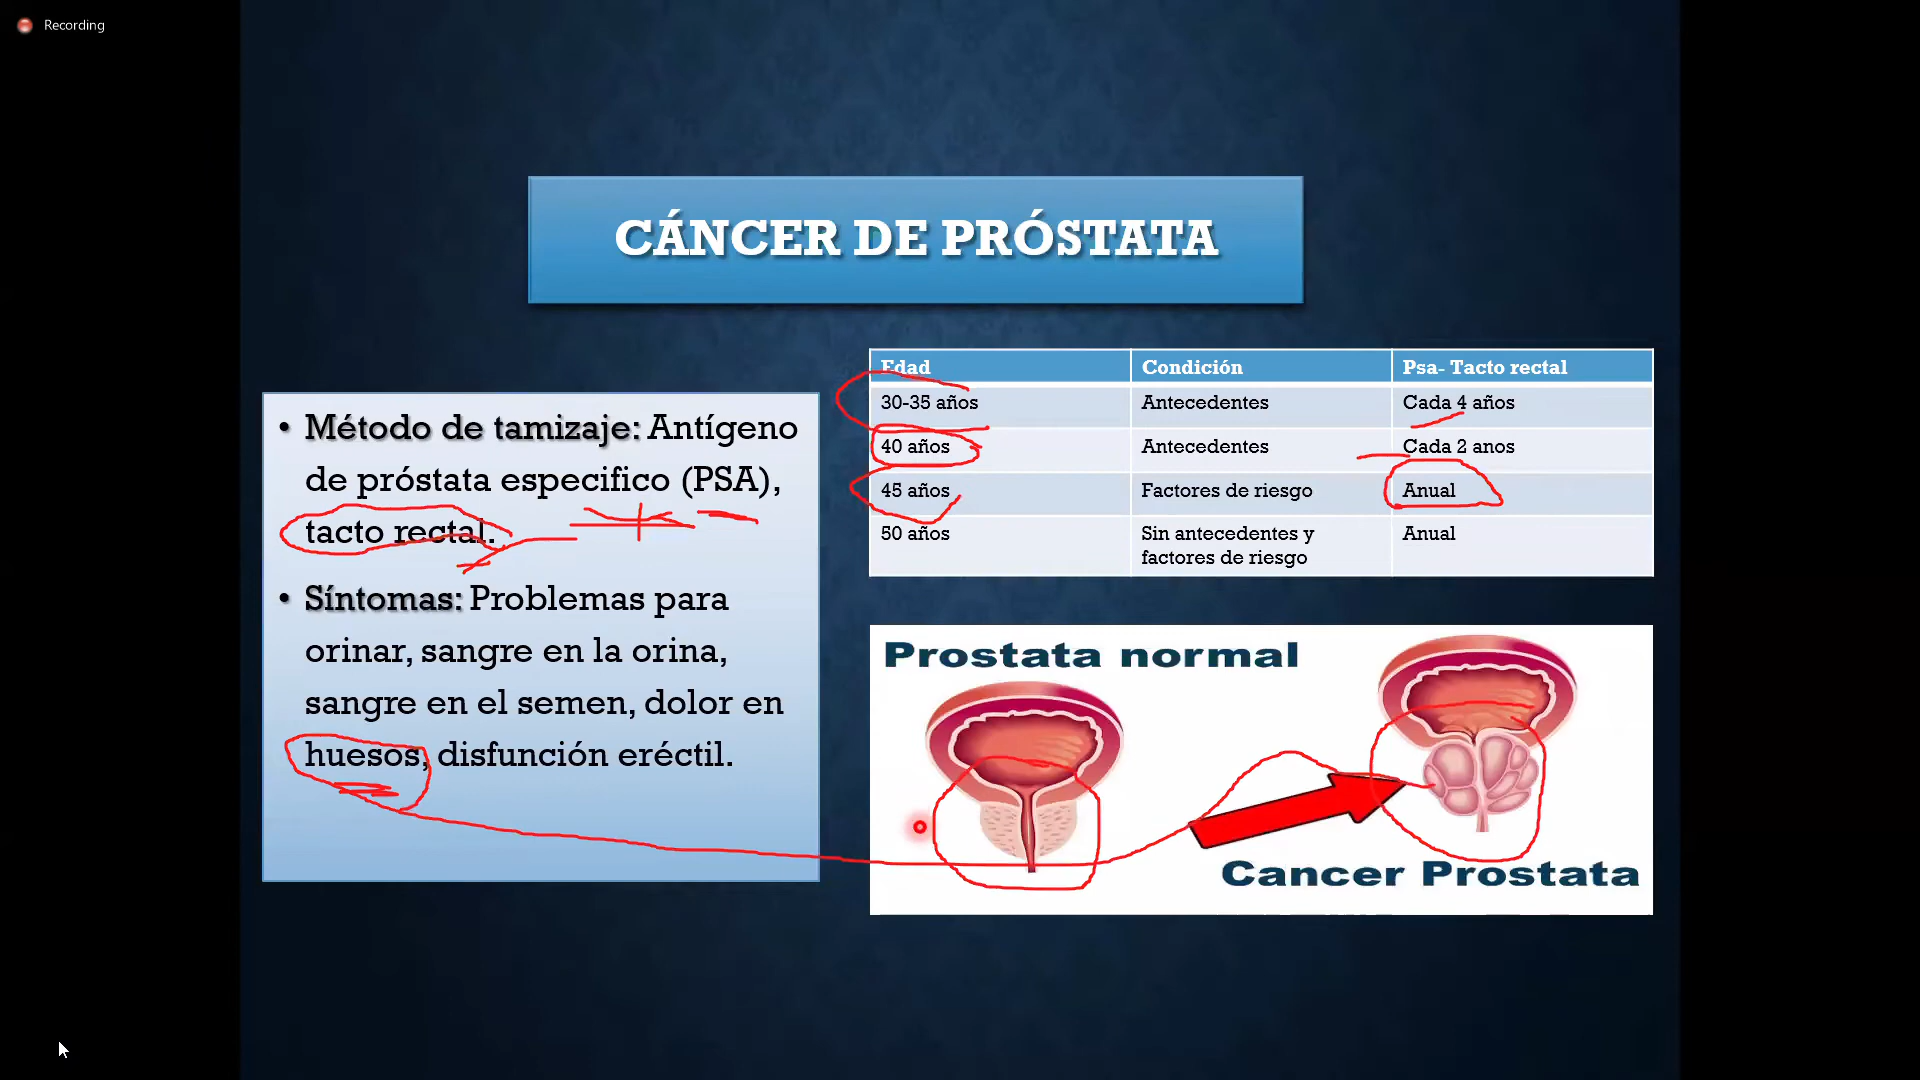 Recording
CÁNCER DE PRÓSTATA
• Método de tamizaje: Antígeno
de próstata especifico (PSA),
tacto rectal.
• Síntomas: Problemas para
orinar, sangre en la orina,
sangre en el semen, dolor en
huesos, disfunción eréctil.
Edad Condición Psa- Tacto rectal
30-35 años Antecedentes Cada 4 años
40 años Antecedentes Cada 2 anos
45 años Factores de riesgo Anual
50 años Sin antecedentes y Anual
factores de riesgo
Prostata normal
Cancer Prostata